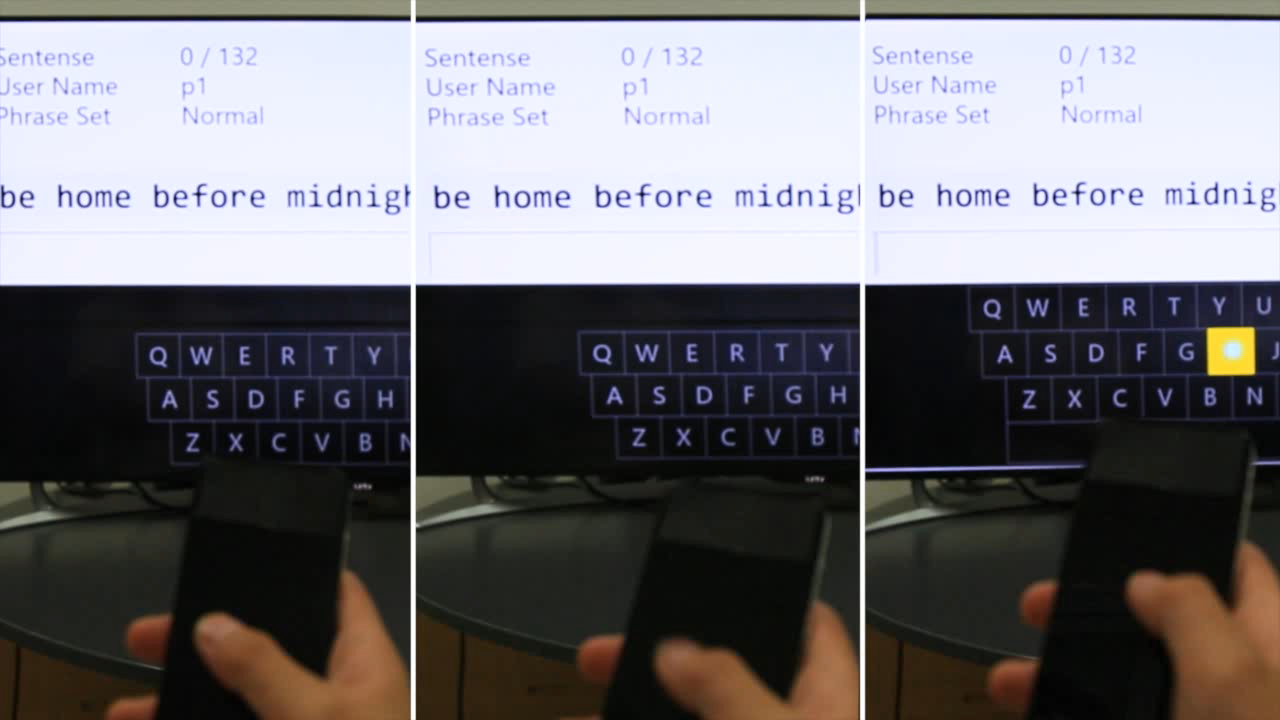 Sentense 0 / 132
User Name p1
Phrase Set Normal
be home before midnigh
Q W E R T Y
A S D F G H
Z X C V B N
Sentense 0 / 132
User Name p1
Phrase Set Normal
be home before midnigh
Q W E R T Y
A S D F G H
Z X C V B N
Sentense 0 / 132
User Name p1
Phrase Set Normal
be home before midnig
Q W E R T Y U
A S D F G J
Z X C V B N